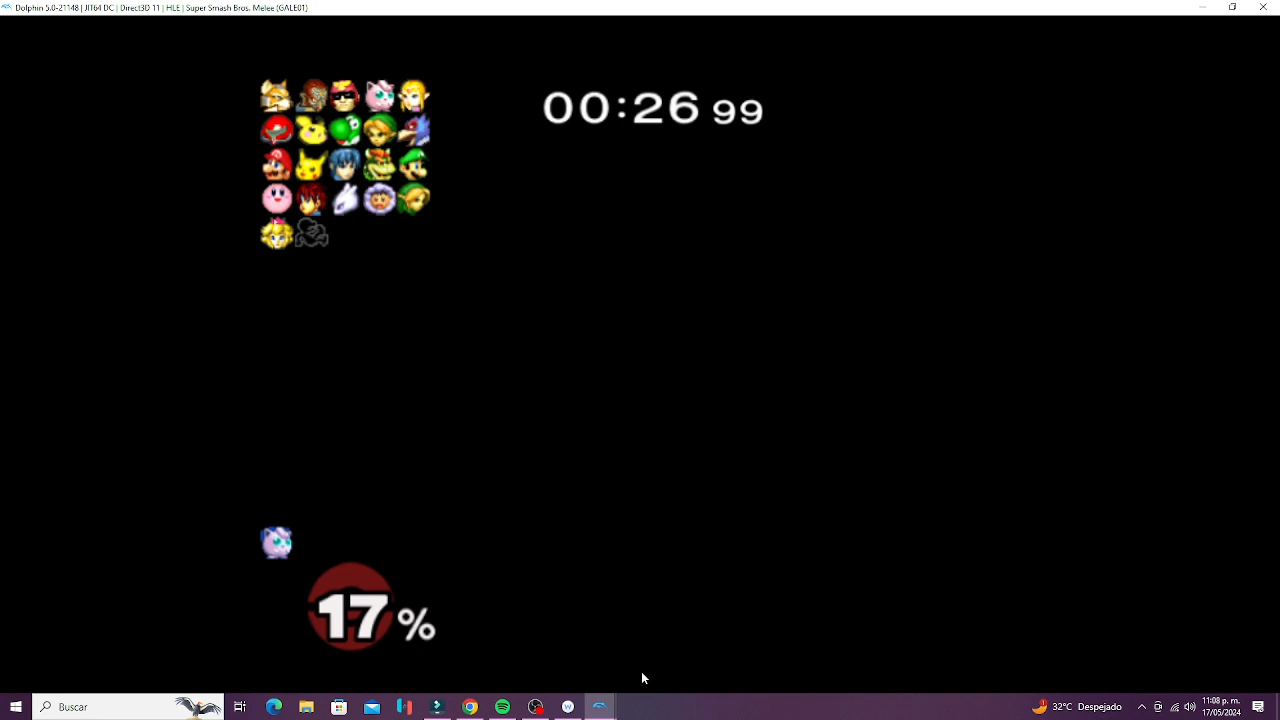 Dolphin 5.0-21148 | JIT64 DC | Direct3D 11 | HLE | Super Smash Bros. Melee (GALE01)
00:26 99
17%
Buscar
32°C Despejado
11:08 p. m.
17/05/2024